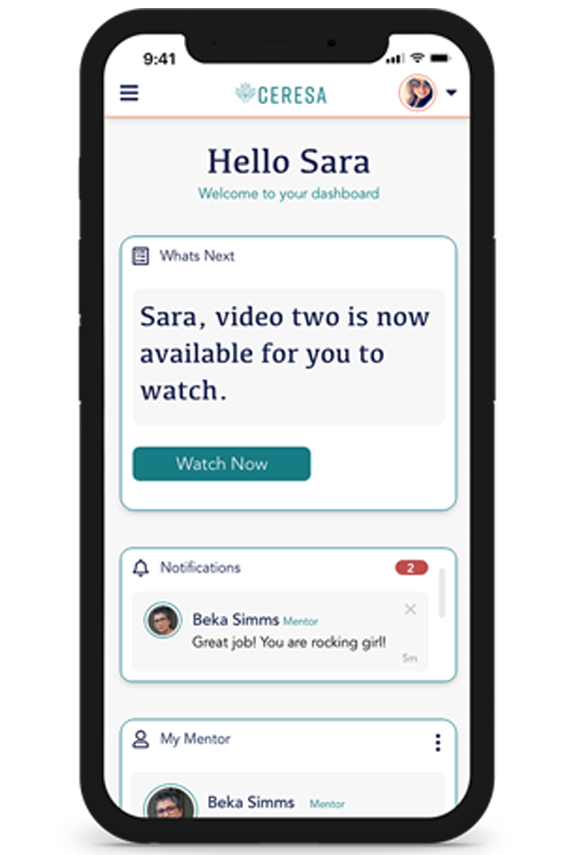 9:41
CERESA
Hello Sara
Welcome to your dashboard
Whats Next
Sara, video two is now
available for you to
watch.
Watch Now
Notifications 2
Beka Simms Mentor
Great job! You are rocking girl!
5m
My Mentor
Beka Simms Mentor